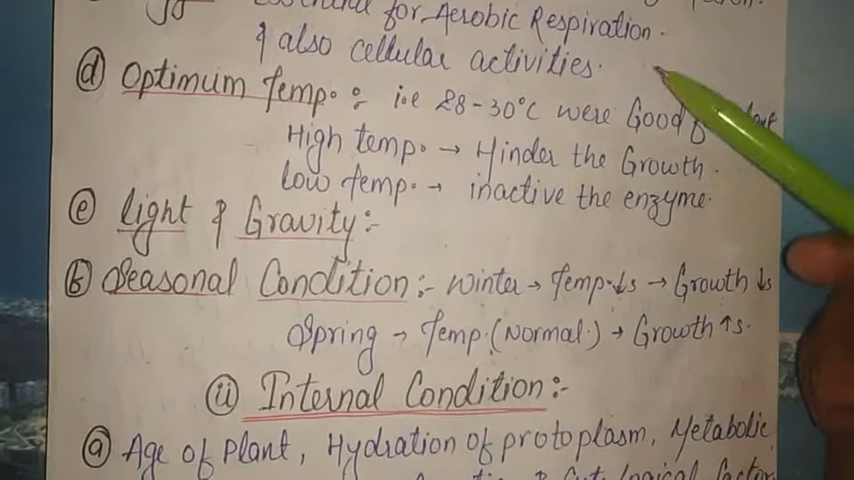 Essential for Aerobic Respiration.
& also cellular activities.
ⓓ Optimum Temp. :- i.e 28-30°C were Good
High temp. → Hinder the Growth.
Low temp. → inactive the enzyme.
ⓔ Light & Gravity:-
ⓑ Seasonal Condition:- Winter → Temp. ↓s → Growth ↓s
Spring → Temp.(Normal.) → Growth ↑s.
ⓘⓘ Internal Condition:-
ⓐ Age of Plant, Hydration of protoplasm, Metabolic,